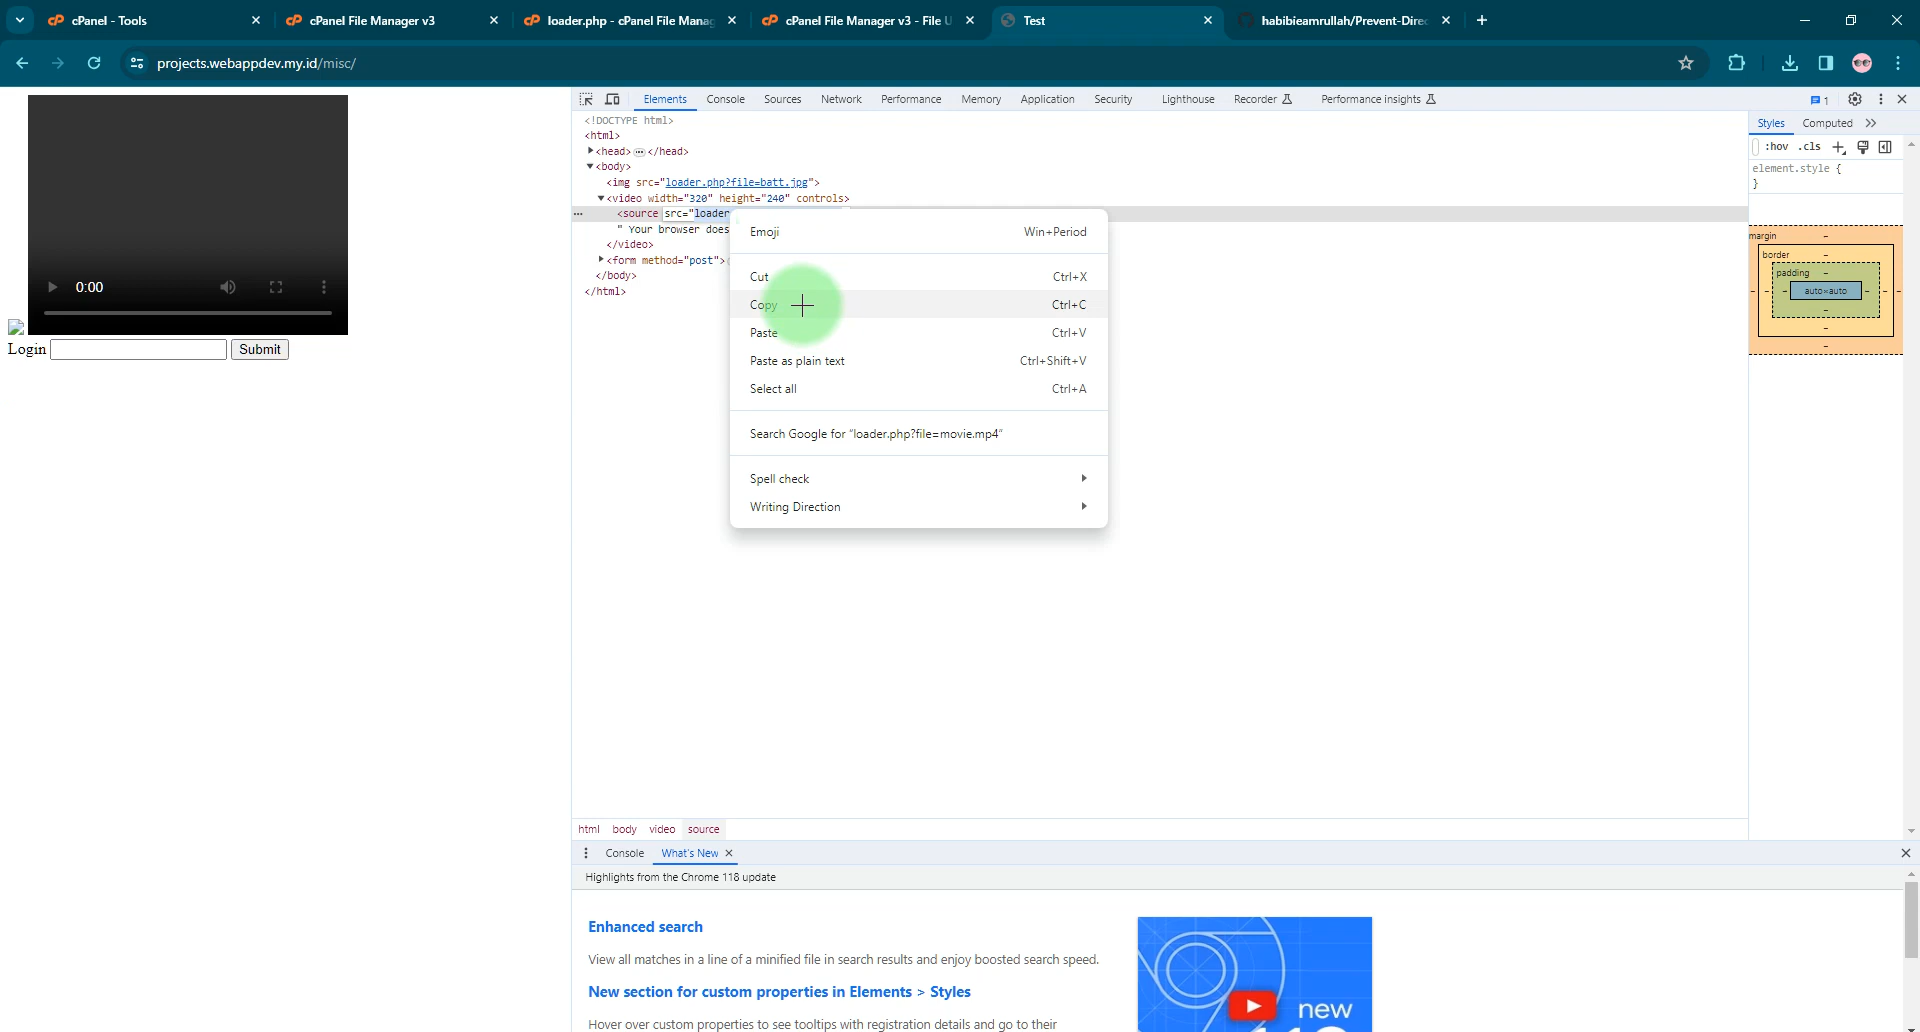 cPanel - Tools
cPanel File Manager v3
loader.php - cPanel File Manag
cPanel File Manager v3 - File U
Test
habibieamrullah/Prevent-Dire
projects.webappdev.my.id/misc/
0:00
Login
Submit
Elements
Console
Sources
Network
Performance
Memory
Application
Security
Lighthouse
Recorder
Performance insights
1
<!DOCTYPE html>
<html>
<head> ... </head>
<body>
<img src="loader.php?file=batt.jpg">
<video width="320" height="240" controls>
<source src="loader
" Your browser does
</video>
<form method="post">
</body>
</html>
Emoji Win+Period
Cut Ctrl+X
Copy Ctrl+C
Paste Ctrl+V
Paste as plain text Ctrl+Shift+V
Select all Ctrl+A
Search Google for "loader.php?file=movie.mp4"
Spell check
Writing Direction
Styles
Computed
:hov .cls
element.style {
}
margin –
border –
padding –
– – – auto×auto – – –
–
–
–
html body video source
Console
What's New
Highlights from the Chrome 118 update
Enhanced search
View all matches in a line of a minified file in search results and enjoy boosted search speed.
New section for custom properties in Elements > Styles
Hover over custom properties to see tooltips with registration details and go to their
new